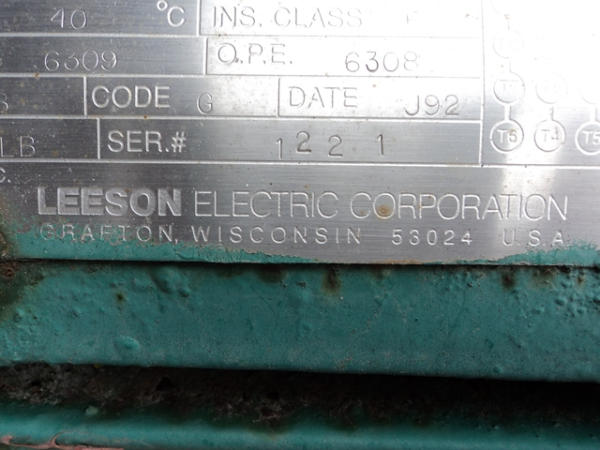 40 °C INS. CLASS F
6309 O.P.E. 6308
CODE G DATE J92
LB SER.# 1221
LEESON ELECTRIC CORPORATION
GRAFTON, WISCONSIN 53024 U.S.A
T6 T4 T5